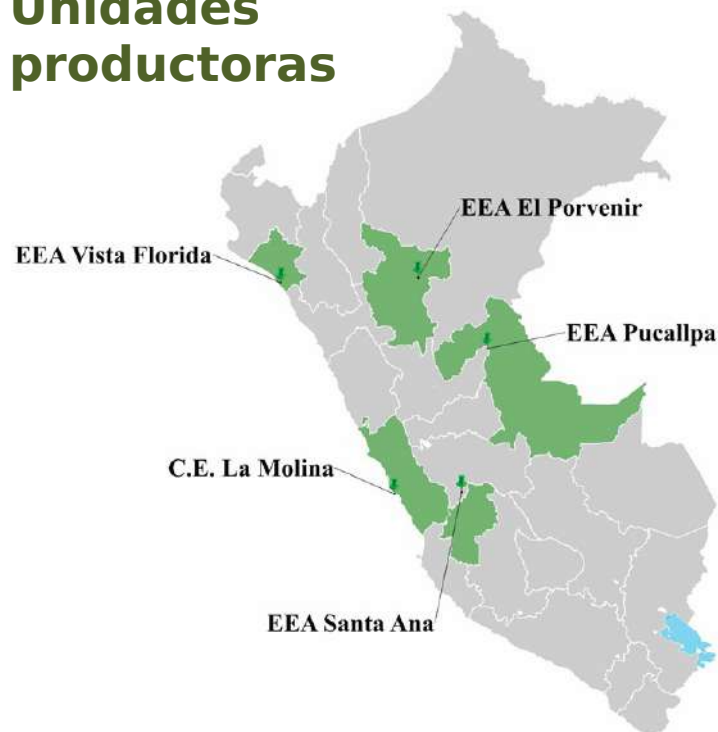 Unidades
productoras
EEA El Porvenir
EEA Vista Florida
EEA Pucallpa
C.E. La Molina
EEA Santa Ana